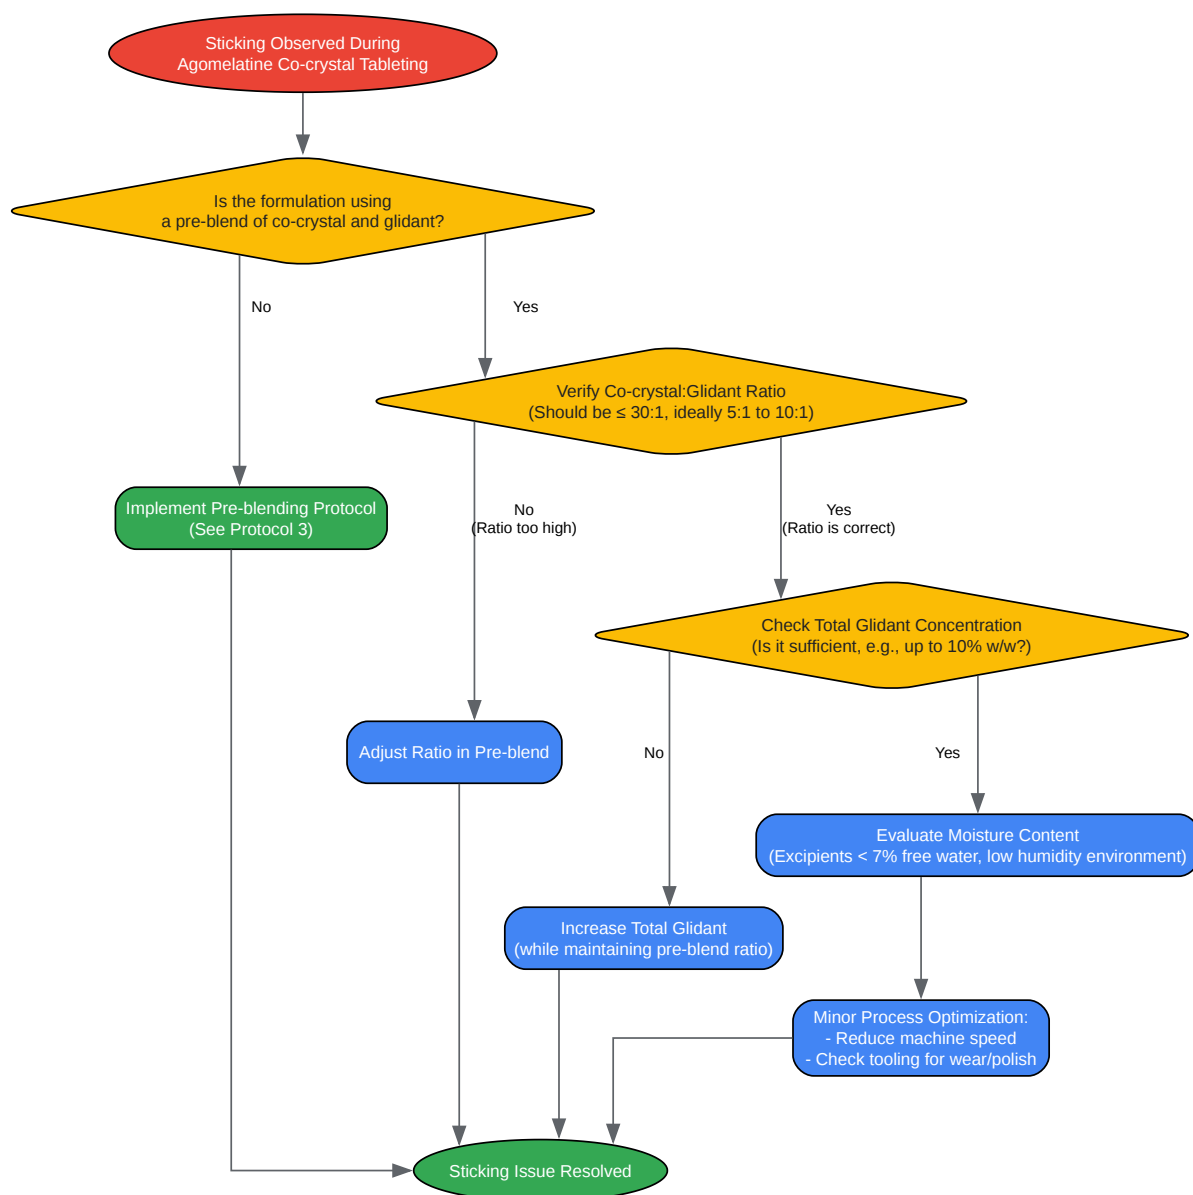 Sticking Observed During
Agomelatine Co-crystal Tableting
Is the formulation using
a pre-blend of co-crystal and glidant?
No
Yes
Verify Co-crystal:Glidant Ratio
(Should be ≤ 30:1, ideally 5:1 to 10:1)
Implement Pre-blending Protocol
(See Protocol 3)
No
(Ratio too high)
Yes
(Ratio is correct)
Check Total Glidant Concentration
(Is it sufficient, e.g., up to 10% w/w?)
Adjust Ratio in Pre-blend
No
Yes
Evaluate Moisture Content
(Excipients < 7% free water, low humidity environment)
Increase Total Glidant
(while maintaining pre-blend ratio)
Minor Process Optimization:
- Reduce machine speed
- Check tooling for wear/polish
Sticking Issue Resolved